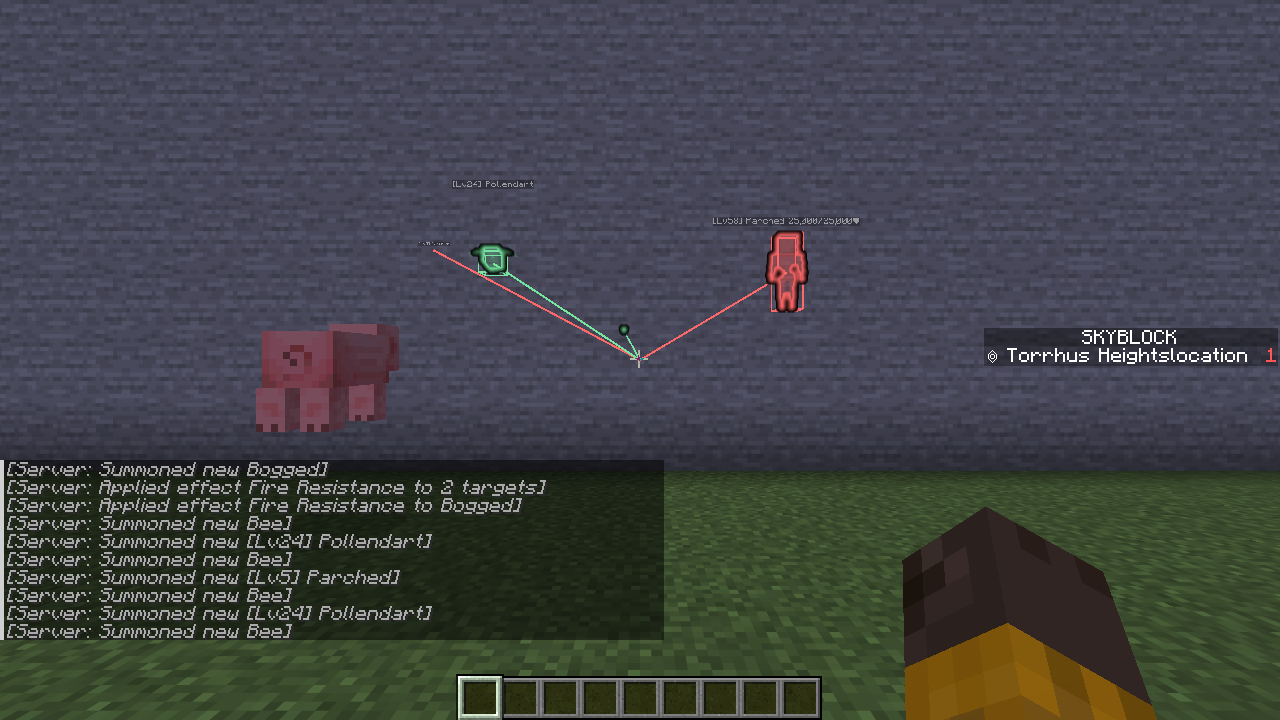 [Lv24] Pollendart
[Lv58] Parched 25,000/25,000♥
SKYBLOCK
◎ Torrhus Heightslocation 1
[Server: Summoned new Bogged]
[Server: Applied effect Fire Resistance to 2 targets]
[Server: Applied effect Fire Resistance to Bogged]
[Server: Summoned new Bee]
[Server: Summoned new [Lv24] Pollendart]
[Server: Summoned new Bee]
[Server: Summoned new [Lv5] Parched]
[Server: Summoned new Bee]
[Server: Summoned new [Lv24] Pollendart]
[Server: Summoned new Bee]